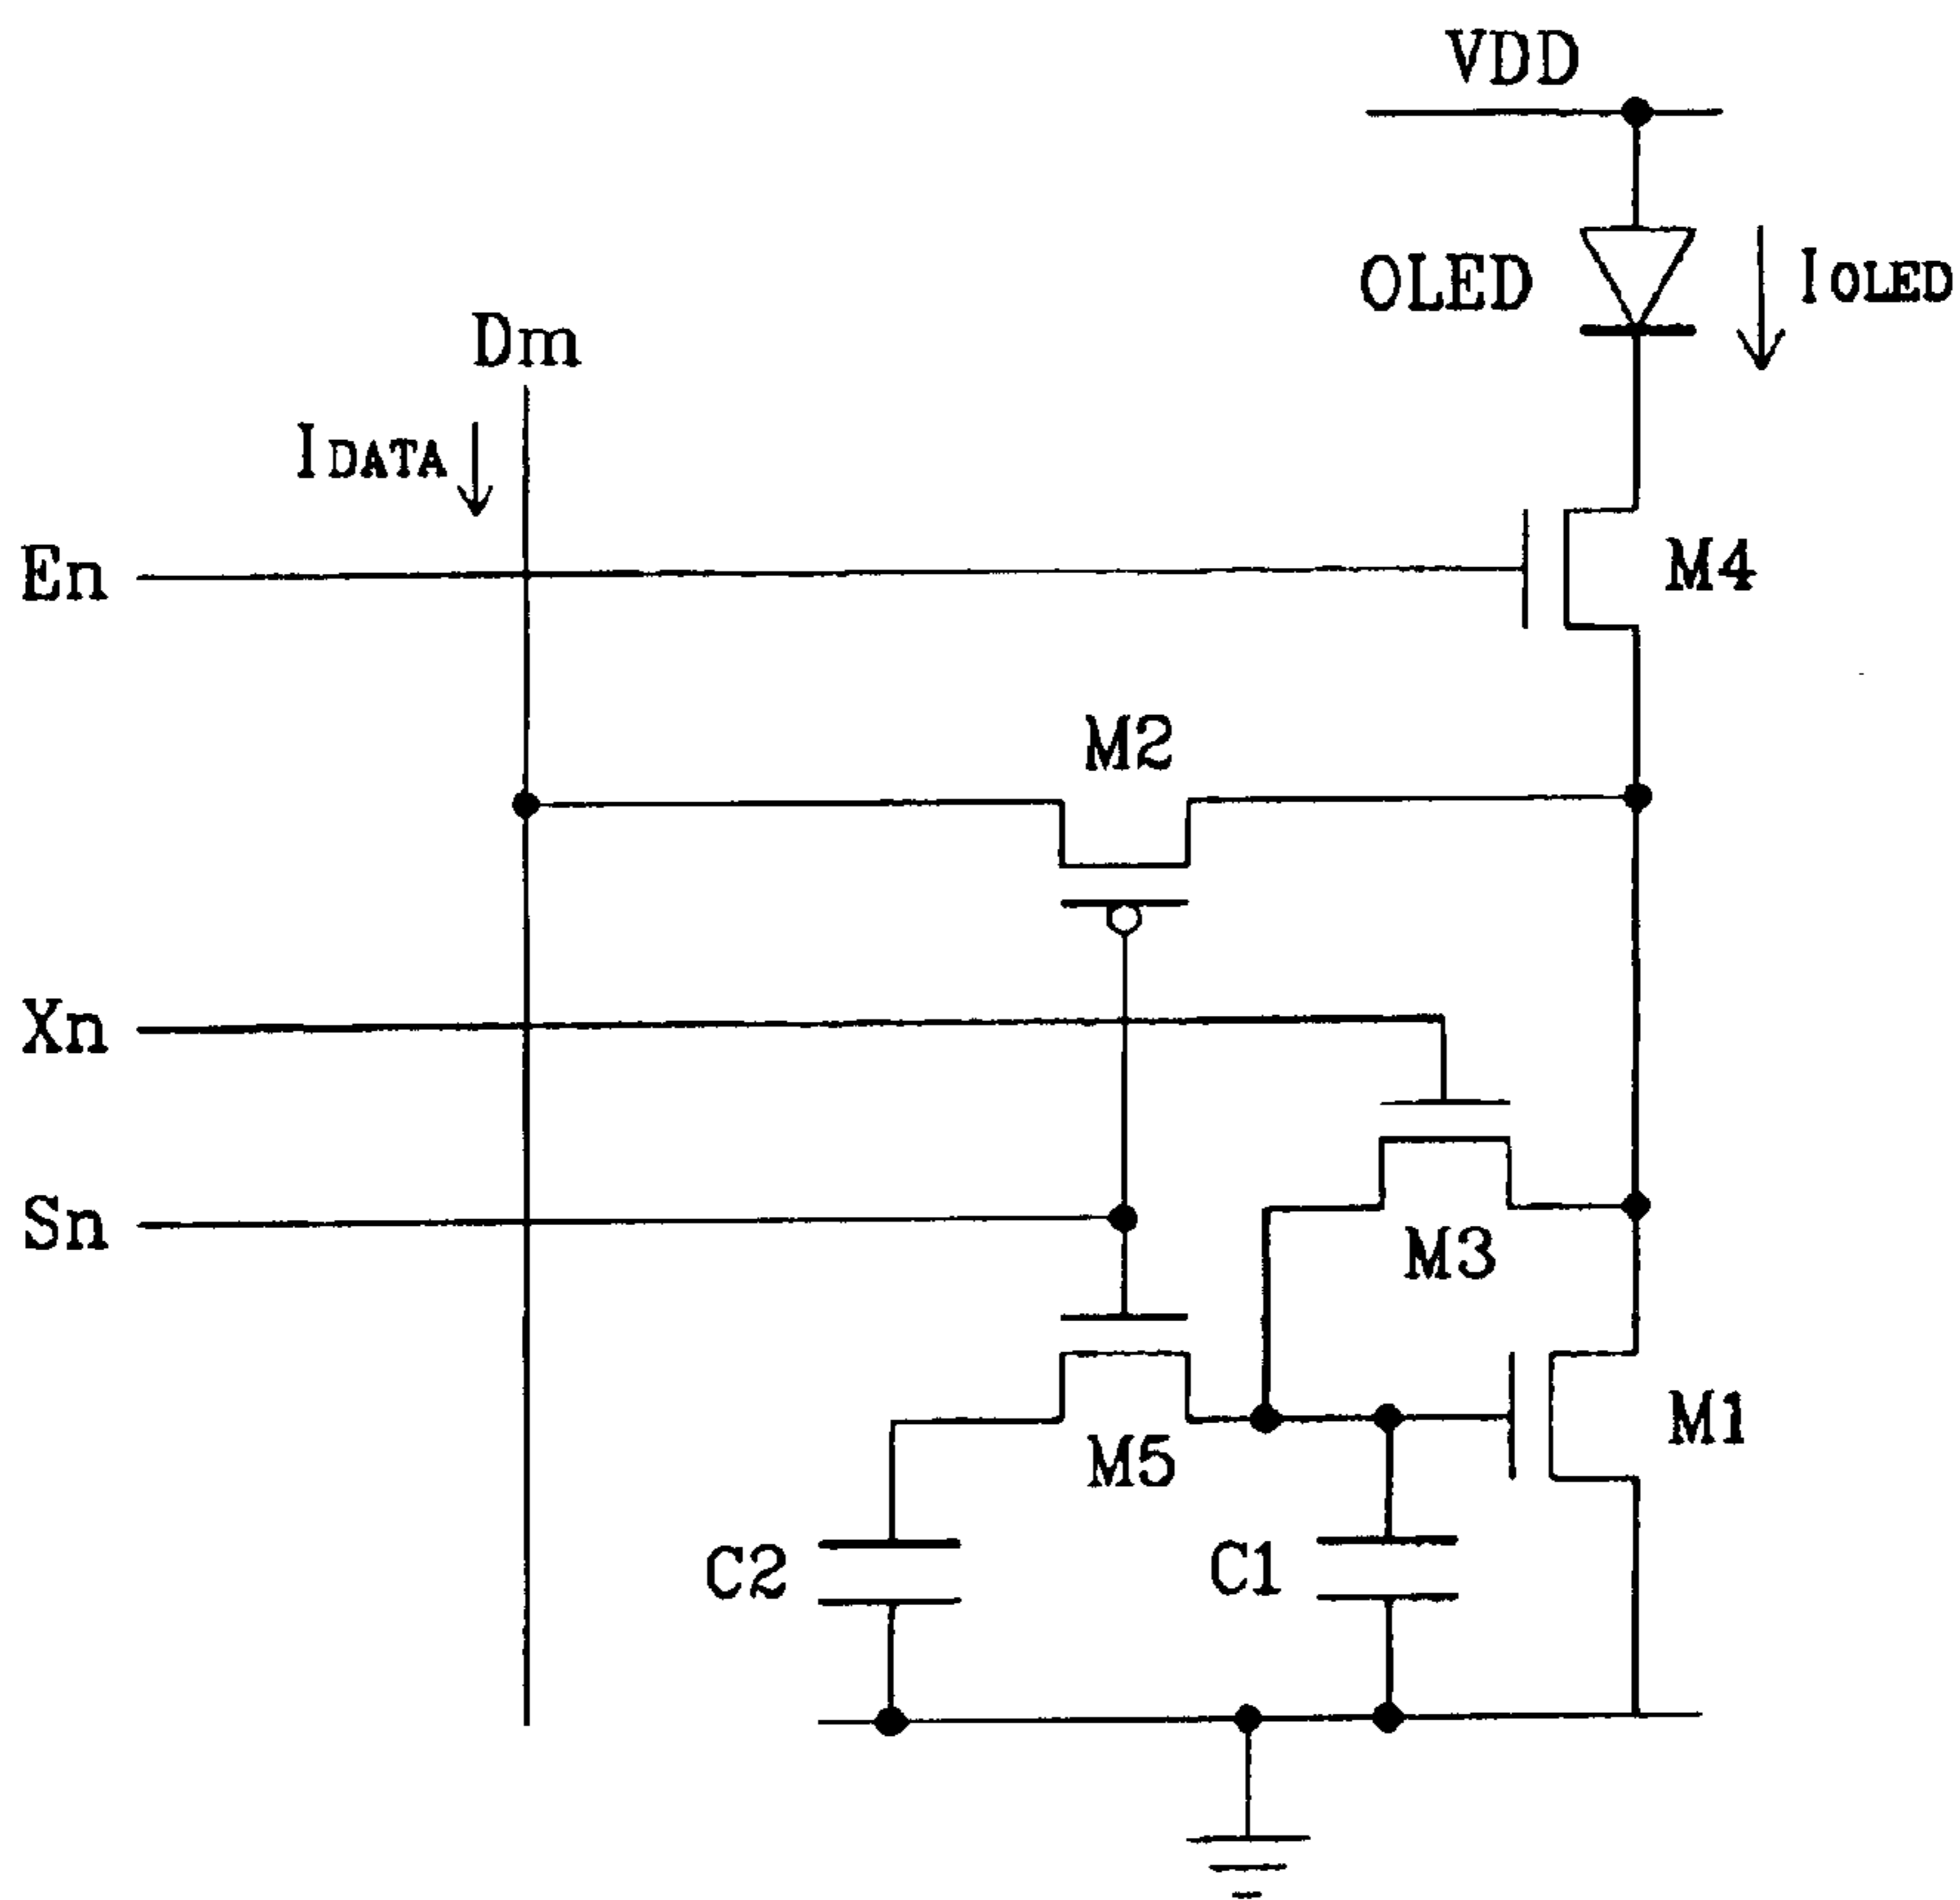 VDD
OLED
IOLED
Dm
IDATA
En
M4
M2
Xn
Sn
M3
M5
M1
C2
C1